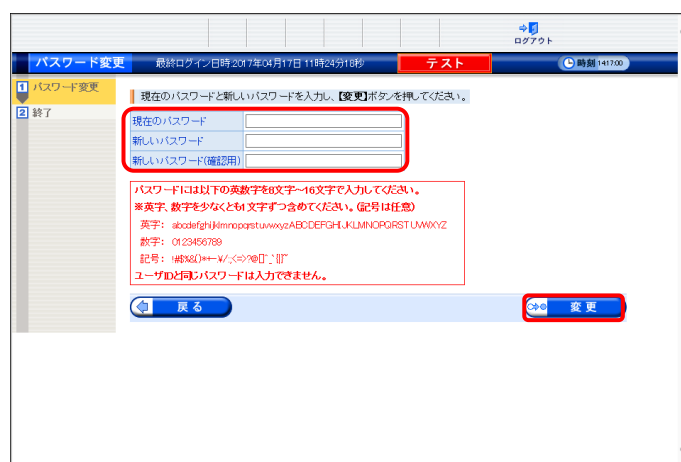 ログアウト
パスワード変更 最終ログイン日時:2017年04月17日 11時24分18秒 テスト 時刻 14:17:00
1 パスワード変更
2 終了
現在のパスワードと新しいパスワードを入力し、【変更】ボタンを押してください。
現在のパスワード
新しいパスワード
新しいパスワード(確認用)
パスワードには以下の英数字を8文字~16文字で入力してください。
※英字、数字を少なくとも1文字ずつ含めてください。(記号は任意)
英字: abcdefghijklmnopqrstuvwxyzABCDEFGHIJKLMNOPQRSTUVWXYZ
数字: 0123456789
記号:
ユーザIDと同じパスワードは入力できません。
戻る 変更